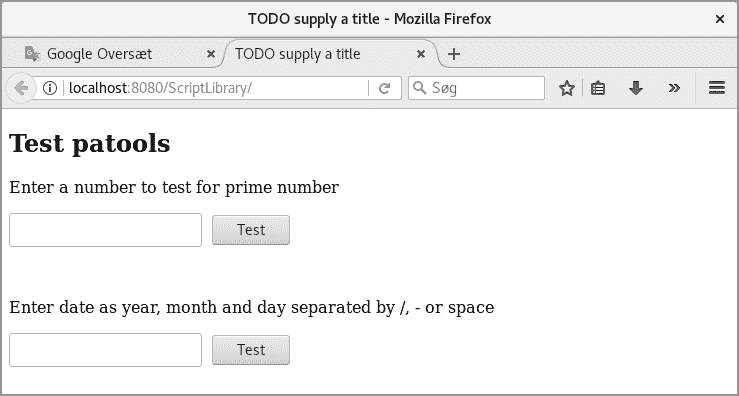 TODO supply a title - Mozilla Firefox
Google Oversæt
TODO supply a title
localhost:8080/ScriptLibrary/
Søg
Test patools
Enter a number to test for prime number
Test
Enter date as year, month and day separated by /, - or space
Test